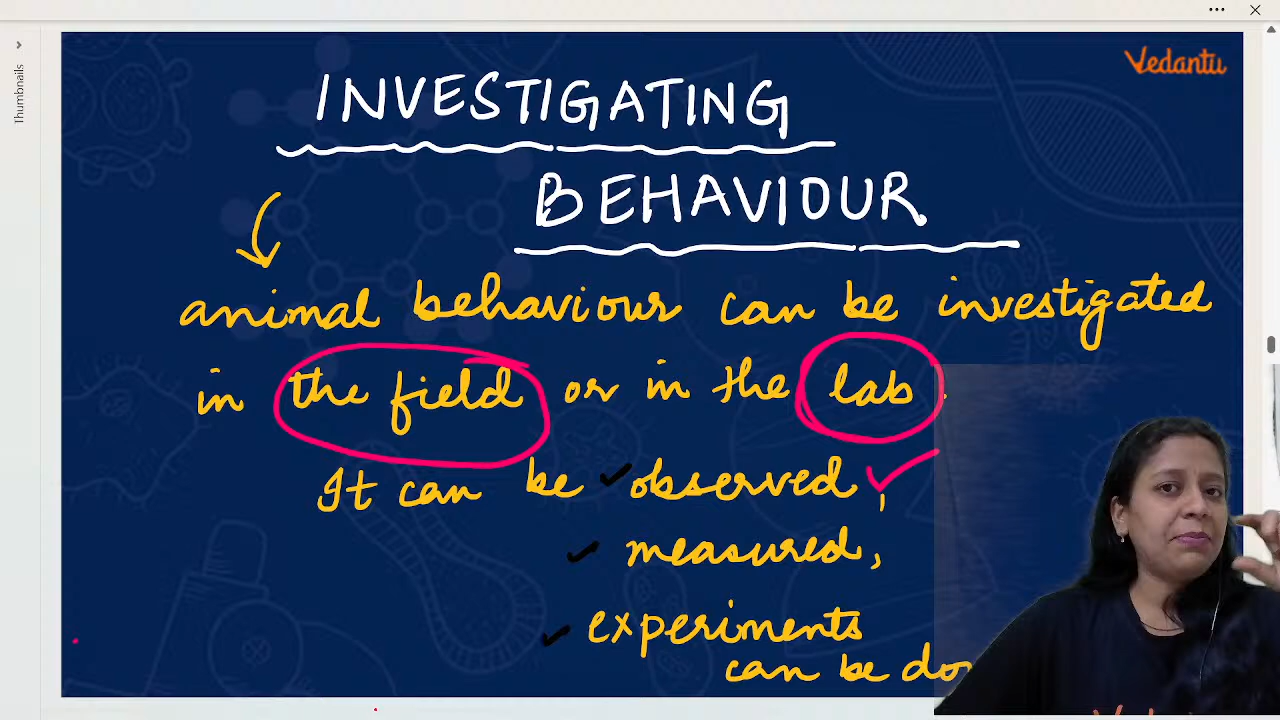 Thumbnails
Vedantu
INVESTIGATING
BEHAVIOUR
animal behaviour can be investigated
in the field or in the lab.
It can be observed,
measured,
experiments
can be